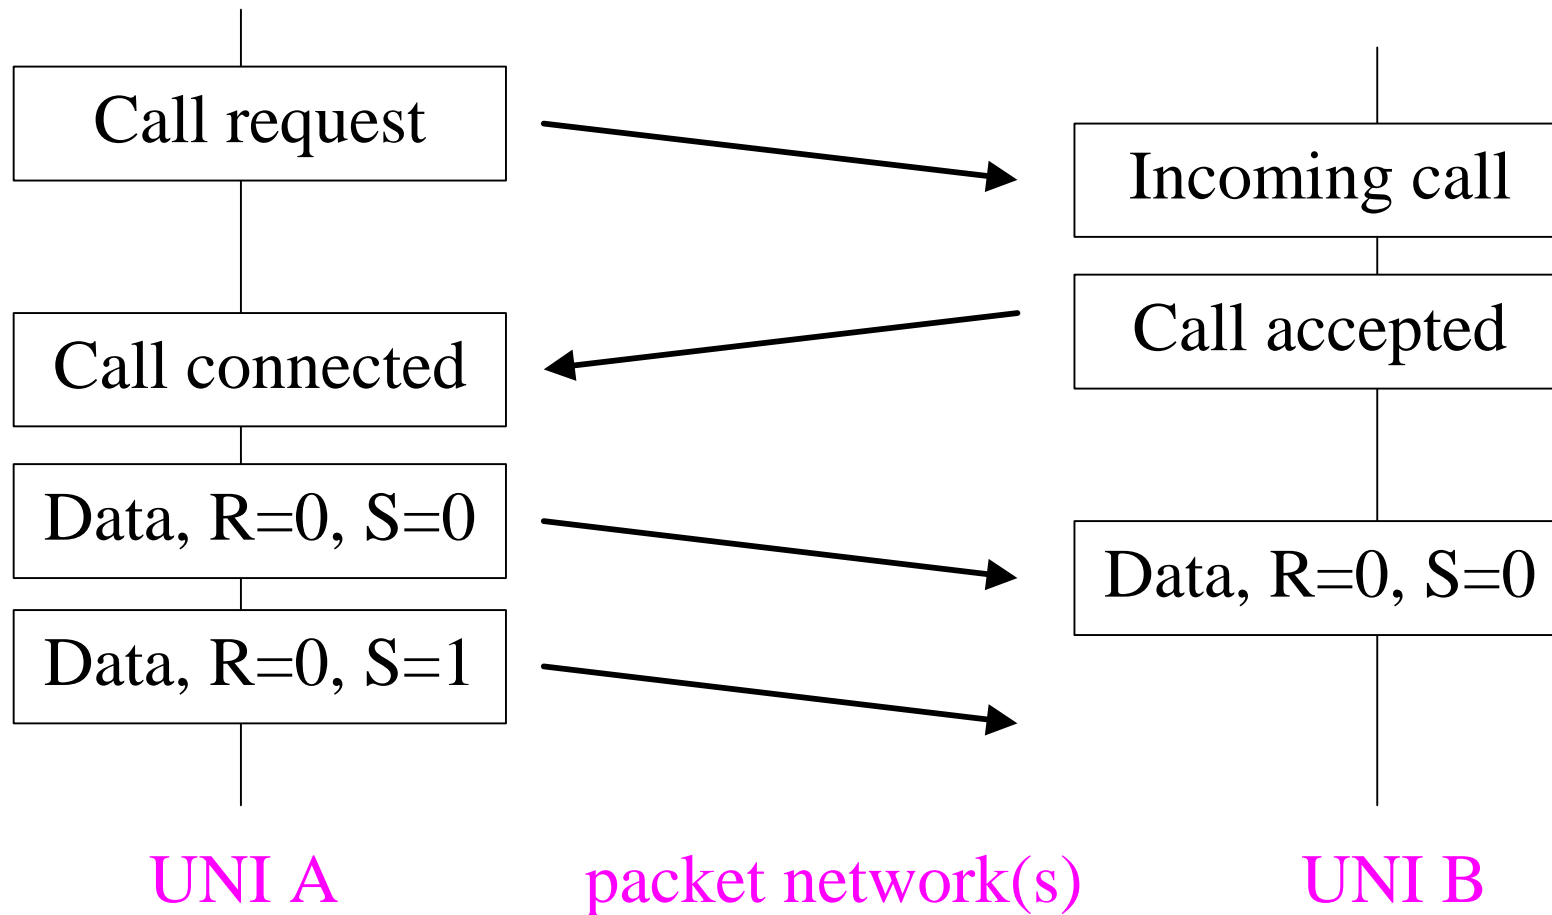 Call request
Incoming call
Call accepted
Call connected
Data, R=0, S=0
Data, R=0, S=0
Data, R=0, S=1
UNI A packet network(s) UNI B